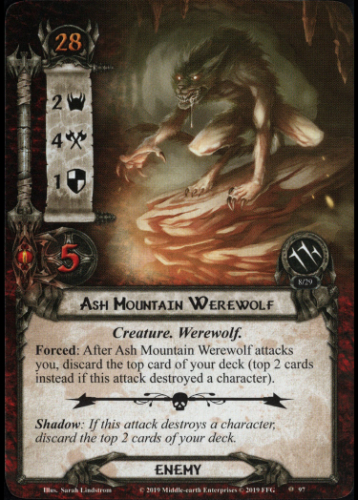 28
2
4
1
5
8/29
Ash Mountain Werewolf
Creature. Werewolf.
Forced: After Ash Mountain Werewolf attacks
you, discard the top card of your deck (top 2 cards
instead if this attack destroyed a character).
Shadow: If this attack destroys a character,
discard the top 2 cards of your deck.
ENEMY
Illus. Sarah Lindstrom © 2019 Middle-earth Enterprises © 2019 FFG 97